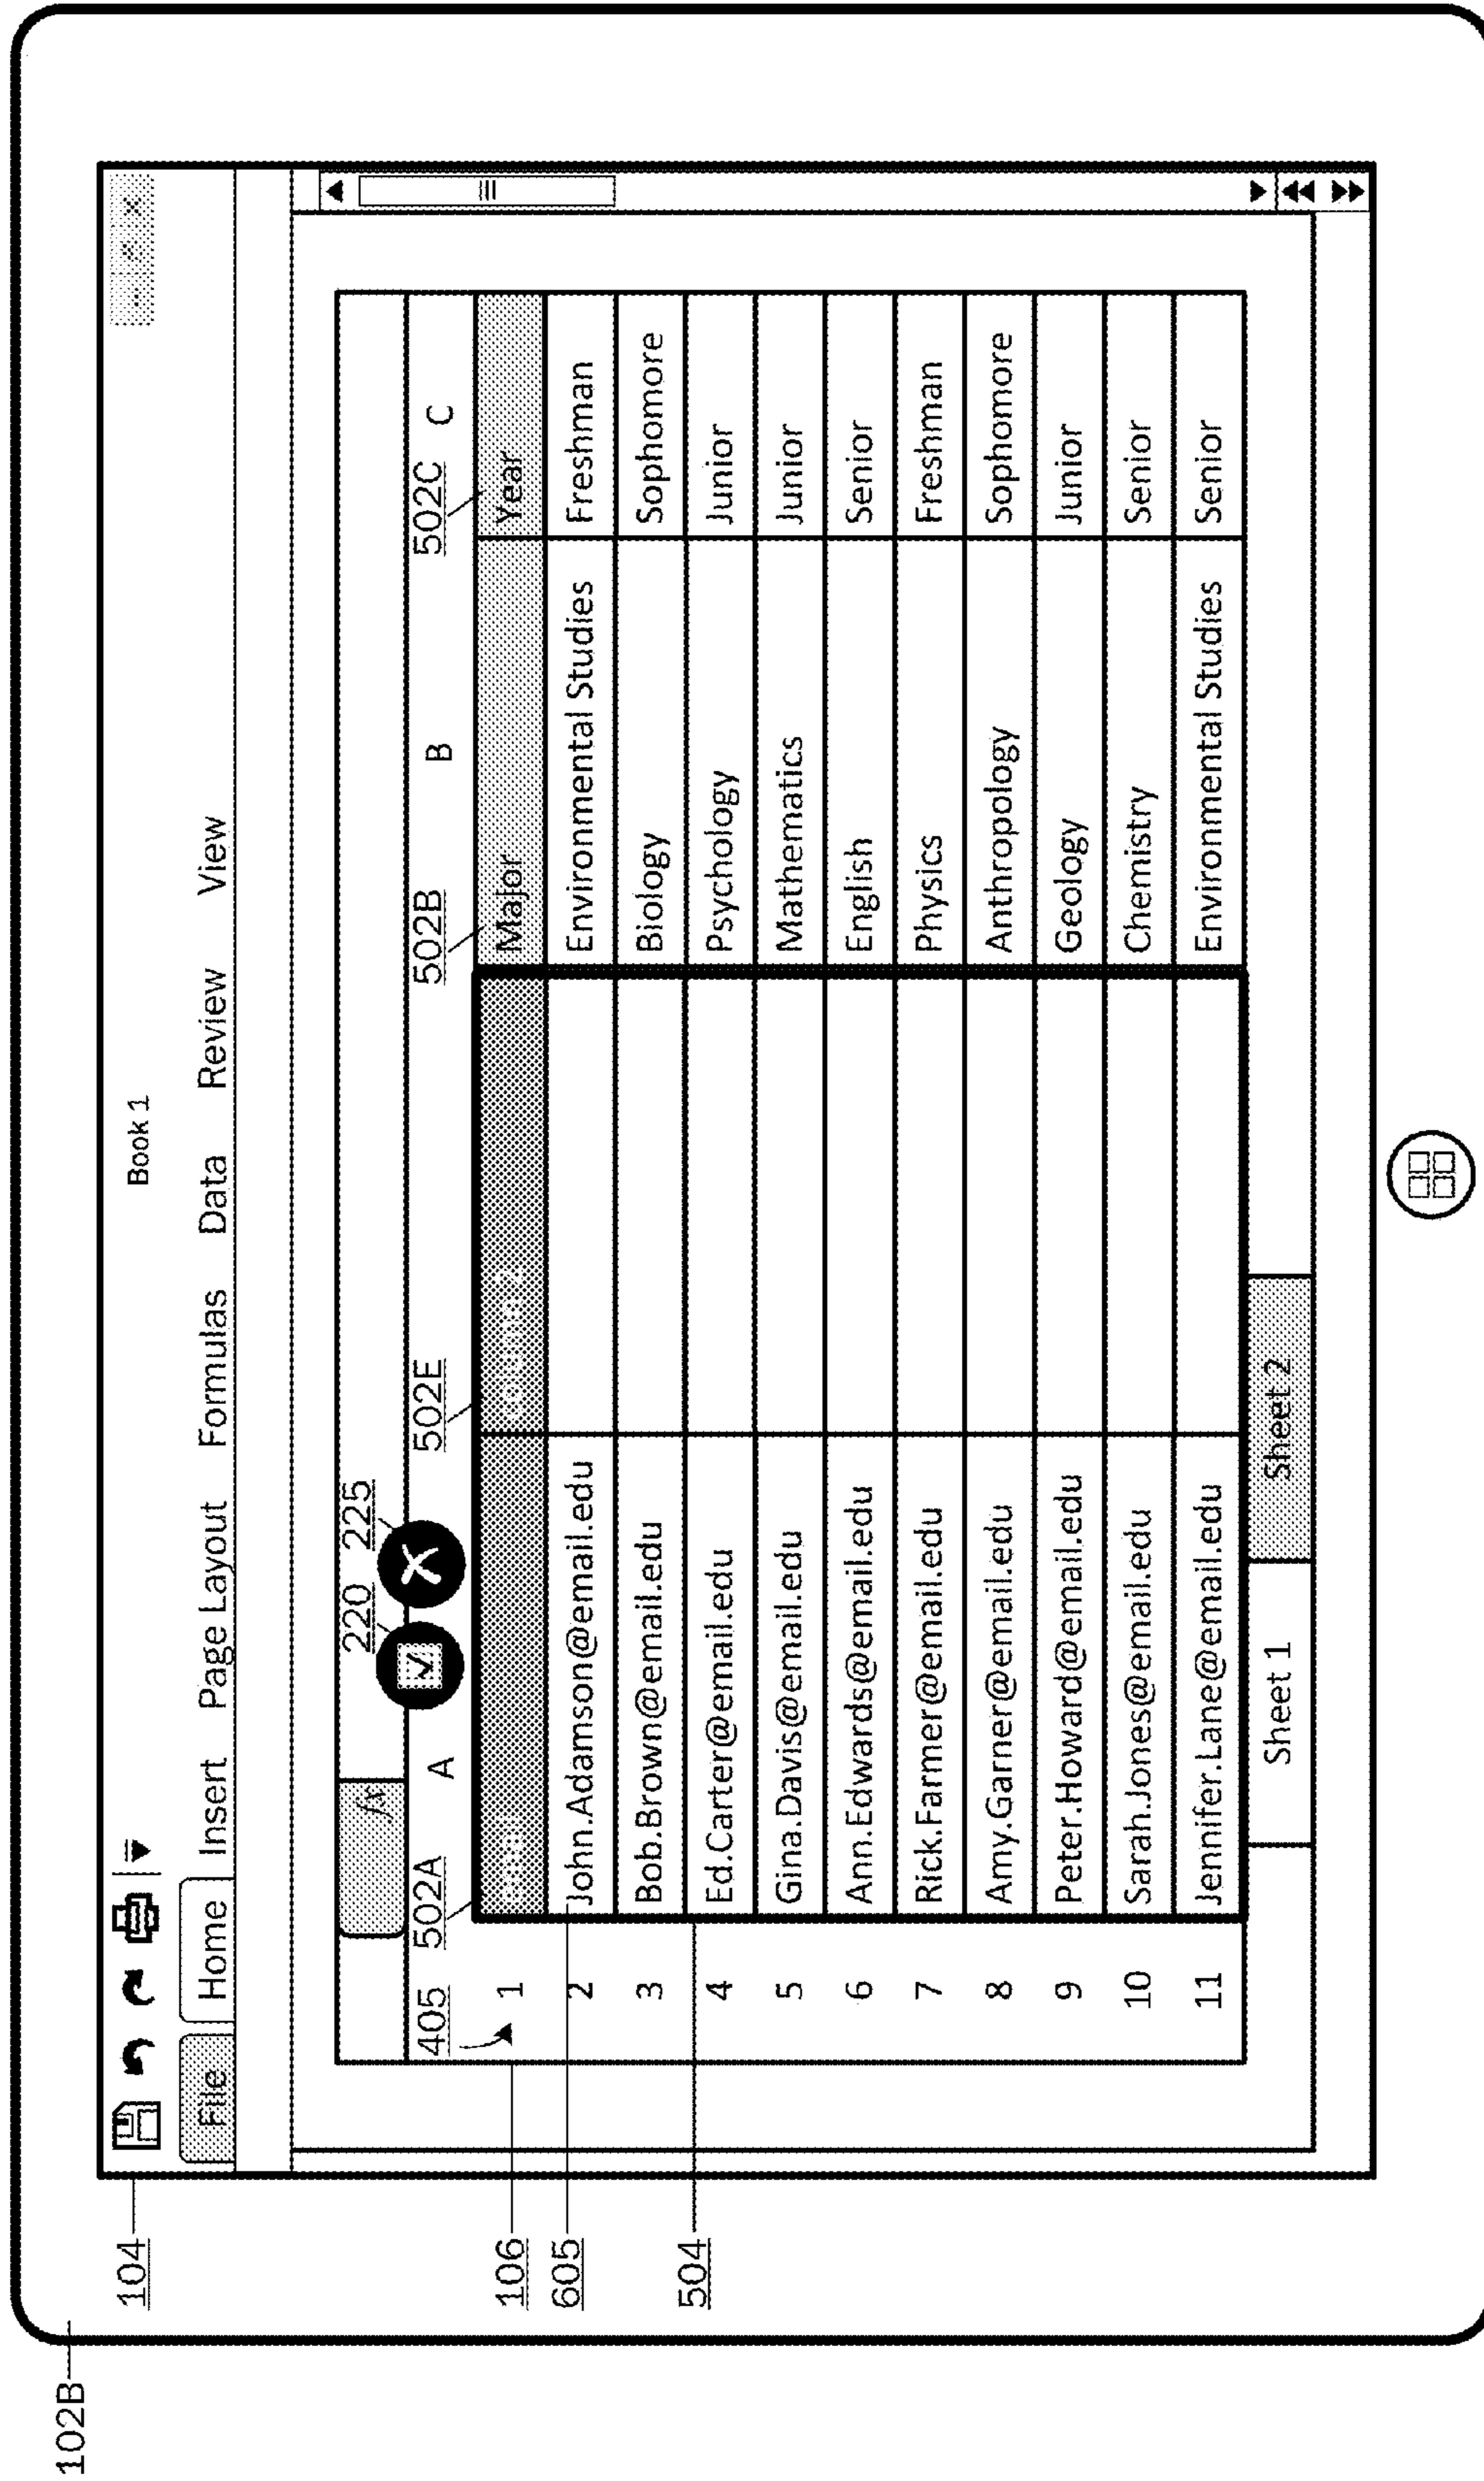 102B
104
Book 1
File Home Insert Page Layout Formulas Data Review View
220 225
fx
405 502A A 502E 502B B 502C C
106
1 Major Year
605
2 John.Adamson@email.edu Environmental Studies Freshman
3 Bob.Brown@email.edu Biology Sophomore
504
4 Ed.Carter@email.edu Psychology Junior
5 Gina.Davis@email.edu Mathematics Junior
6 Ann.Edwards@email.edu English Senior
7 Rick.Farmer@email.edu Physics Freshman
8 Amy.Garner@email.edu Anthropology Sophomore
9 Peter.Howard@email.edu Geology Junior
10 Sarah.Jones@email.edu Chemistry Senior
11 Jennifer.Lane@email.edu Environmental Studies Senior
Sheet 1 Sheet 2